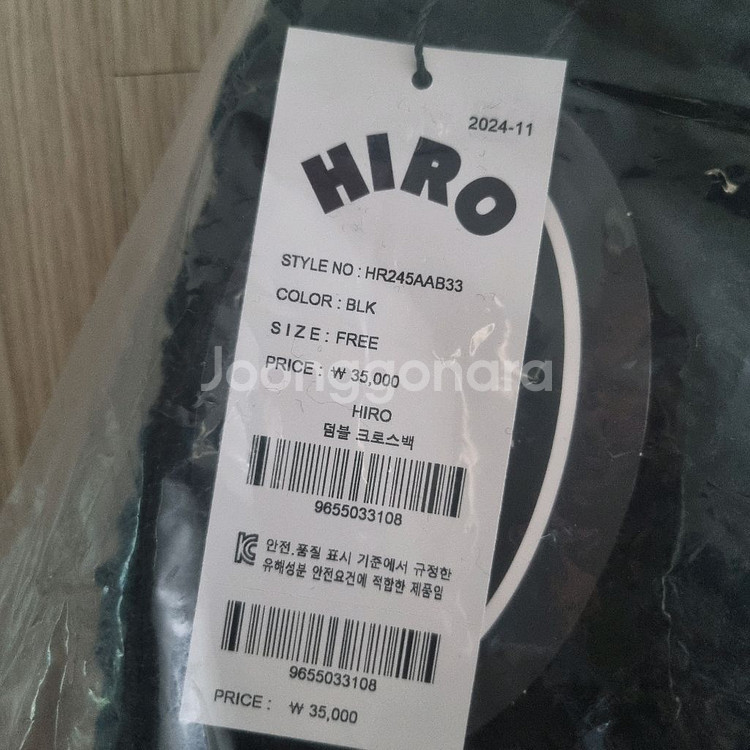 2024-11
HIRO
STYLE NO : HR245AAB33
COLOR : BLK
SIZE : FREE
PRICE : ₩ 35,000
Joonggonara
HIRO
덤블 크로스백
9655033108
안전.품질 표시 기준에서 규정한
유해성분 안전요건에 적합한 제품임
9655033108
PRICE : ₩ 35,000